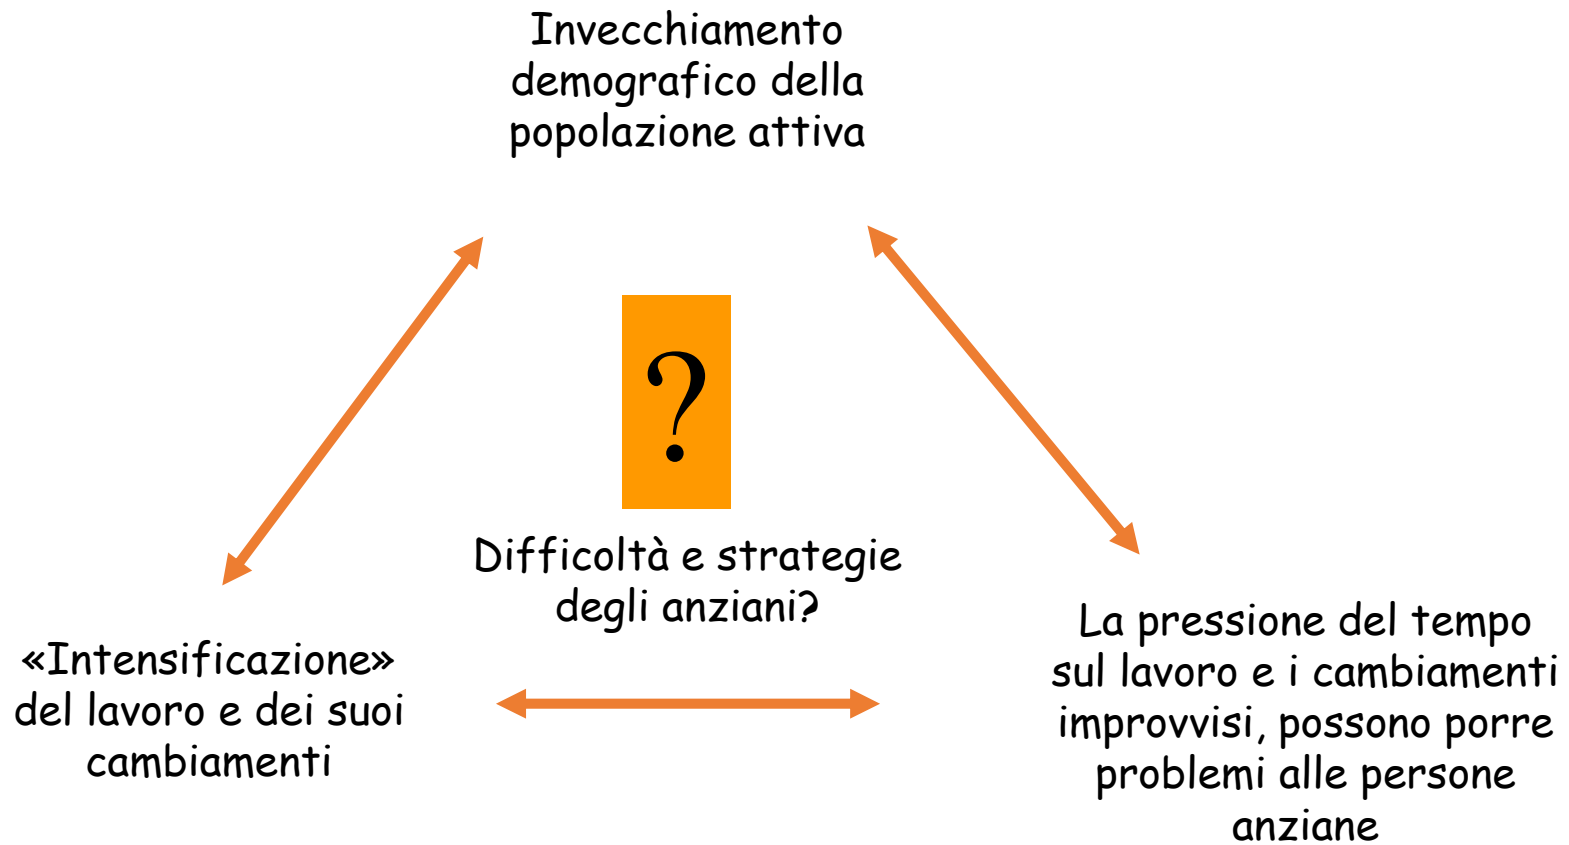 Invecchiamento
demografico della
popolazione attiva
?
Difficoltà e strategie
degli anziani?
«Intensificazione»
del lavoro e dei suoi
cambiamenti
La pressione del tempo
sul lavoro e i cambiamenti
improvvisi, possono porre
problemi alle persone
anziane